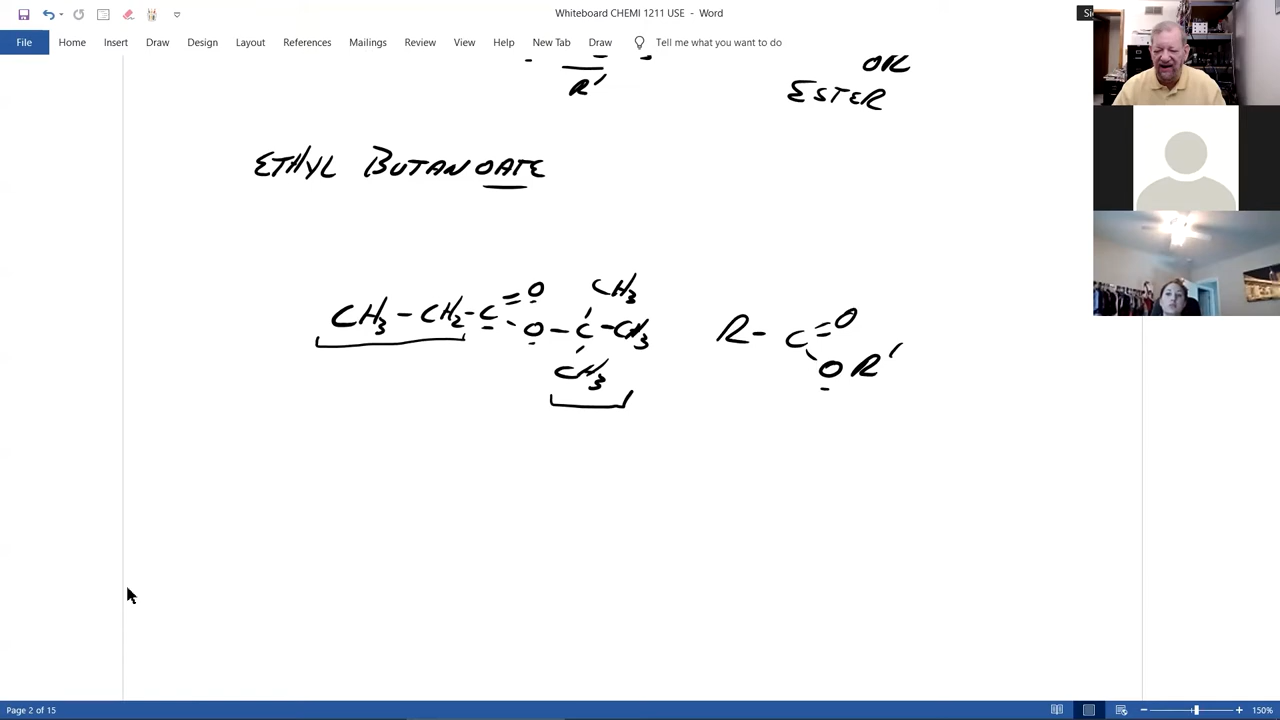 Whiteboard CHEMI 1211 USE - Word
Si
File Home Insert Draw Design Layout References Mailings Review View Help New Tab Draw Tell me what you want to do
R'
OR
ESTER
ETHYL BUTANOATE
CH3
CH3 - CH2 - C = O
O - C - CH3
CH3
R - C = O
OR'
Page 2 of 15
150%